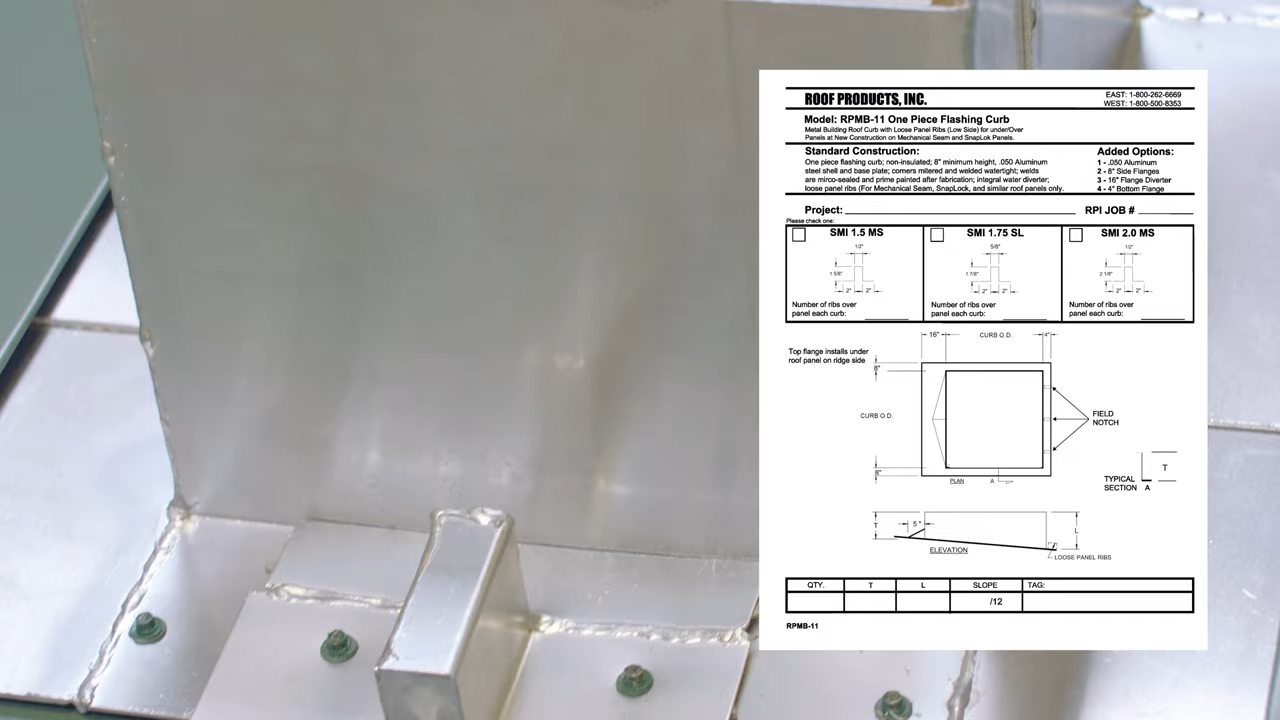 ROOF PRODUCTS, INC.
EAST: 1-800-262-6669
WEST: 1-800-500-8353
Model: RPMB-11 One Piece Flashing Curb
Metal Building Roof Curb with Loose Panel Ribs (Low Side) for under/Over
Panels at New Construction on Mechanical Seam and SnapLok Panels.
Standard Construction:
One piece flashing curb; non-insulated; 8" minimum height, .050 Aluminum
steel shell and base plate; corners mitered and welded watertight; welds
are mirco-sealed and prime painted after fabrication; integral water diverter;
loose panel ribs (For Mechanical Seam, SnapLock, and similar roof panels only.
Added Options:
1 - .050 Aluminum
2 - 8" Side Flanges
3 - 16" Flange Diverter
4 - 4" Bottom Flange
Project:
RPI JOB #
Please check one:
SMI 1.5 MS
1/2"
1 5/8"
2" 2"
Number of ribs over
panel each curb:
SMI 1.75 SL
5/8"
1 7/8"
2" 2"
Number of ribs over
panel each curb:
SMI 2.0 MS
1/2"
2 1/8"
2" 2"
Number of ribs over
panel each curb:
16" CURB O.D. 4"
Top flange installs under
roof panel on ridge side
8"
CURB O.D.
FIELD
NOTCH
8"
PLAN A
TYPICAL
SECTION A
T
T 5" L
ELEVATION
LOOSE PANEL RIBS
QTY. T L SLOPE TAG:
/12
RPMB-11